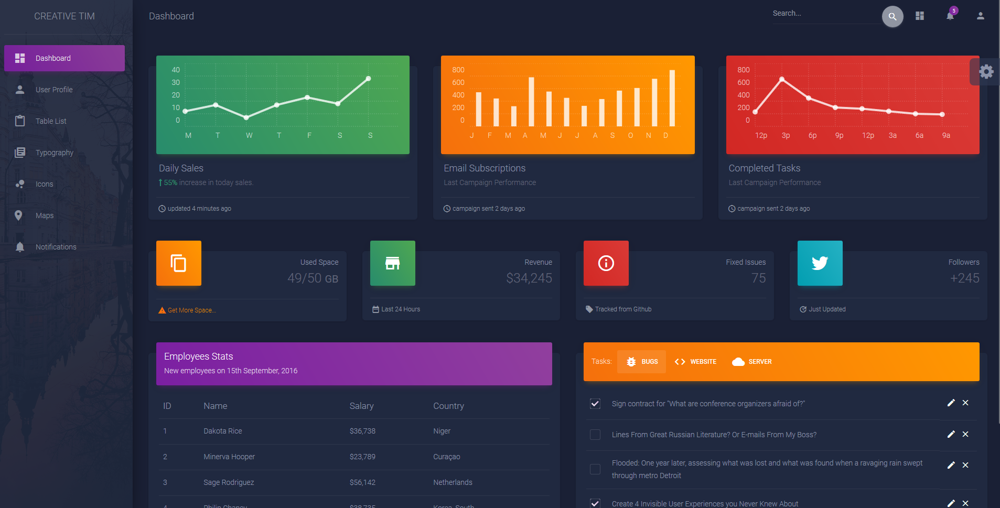 CREATIVE TIM
Dashboard
User Profile
Table List
Typography
Icons
Maps
Notifications
Dashboard
Search...
5
40
30
20
10
0
M T W T F S S
Daily Sales
55% increase in today sales.
updated 4 minutes ago
800
600
400
200
0
J F M A M J J A S O N D
Email Subscriptions
Last Campaign Performance
campaign sent 2 days ago
800
600
400
200
0
12p 3p 6p 9p 12p 3a 6a 9a
Completed Tasks
Last Campaign Performance
campaign sent 2 days ago
Used Space
49/50 GB
Get More Space...
Revenue
$34,245
Last 24 Hours
Fixed Issues
75
Tracked from Github
Followers
+245
Just Updated
Employees Stats
New employees on 15th September, 2016
ID Name Salary Country
1 Dakota Rice $36,738 Niger
2 Minerva Hooper $23,789 Curaçao
3 Sage Rodriguez $56,142 Netherlands
4 Philip Chaney $38,735 Korea, South
Tasks: BUGS WEBSITE SERVER
Sign contract for "What are conference organizers afraid of?"
Lines From Great Russian Literature? Or E-mails From My Boss?
Flooded: One year later, assessing what was lost and what was found when a ravaging rain swept
through metro Detroit
Create 4 Invisible User Experiences you Never Knew About